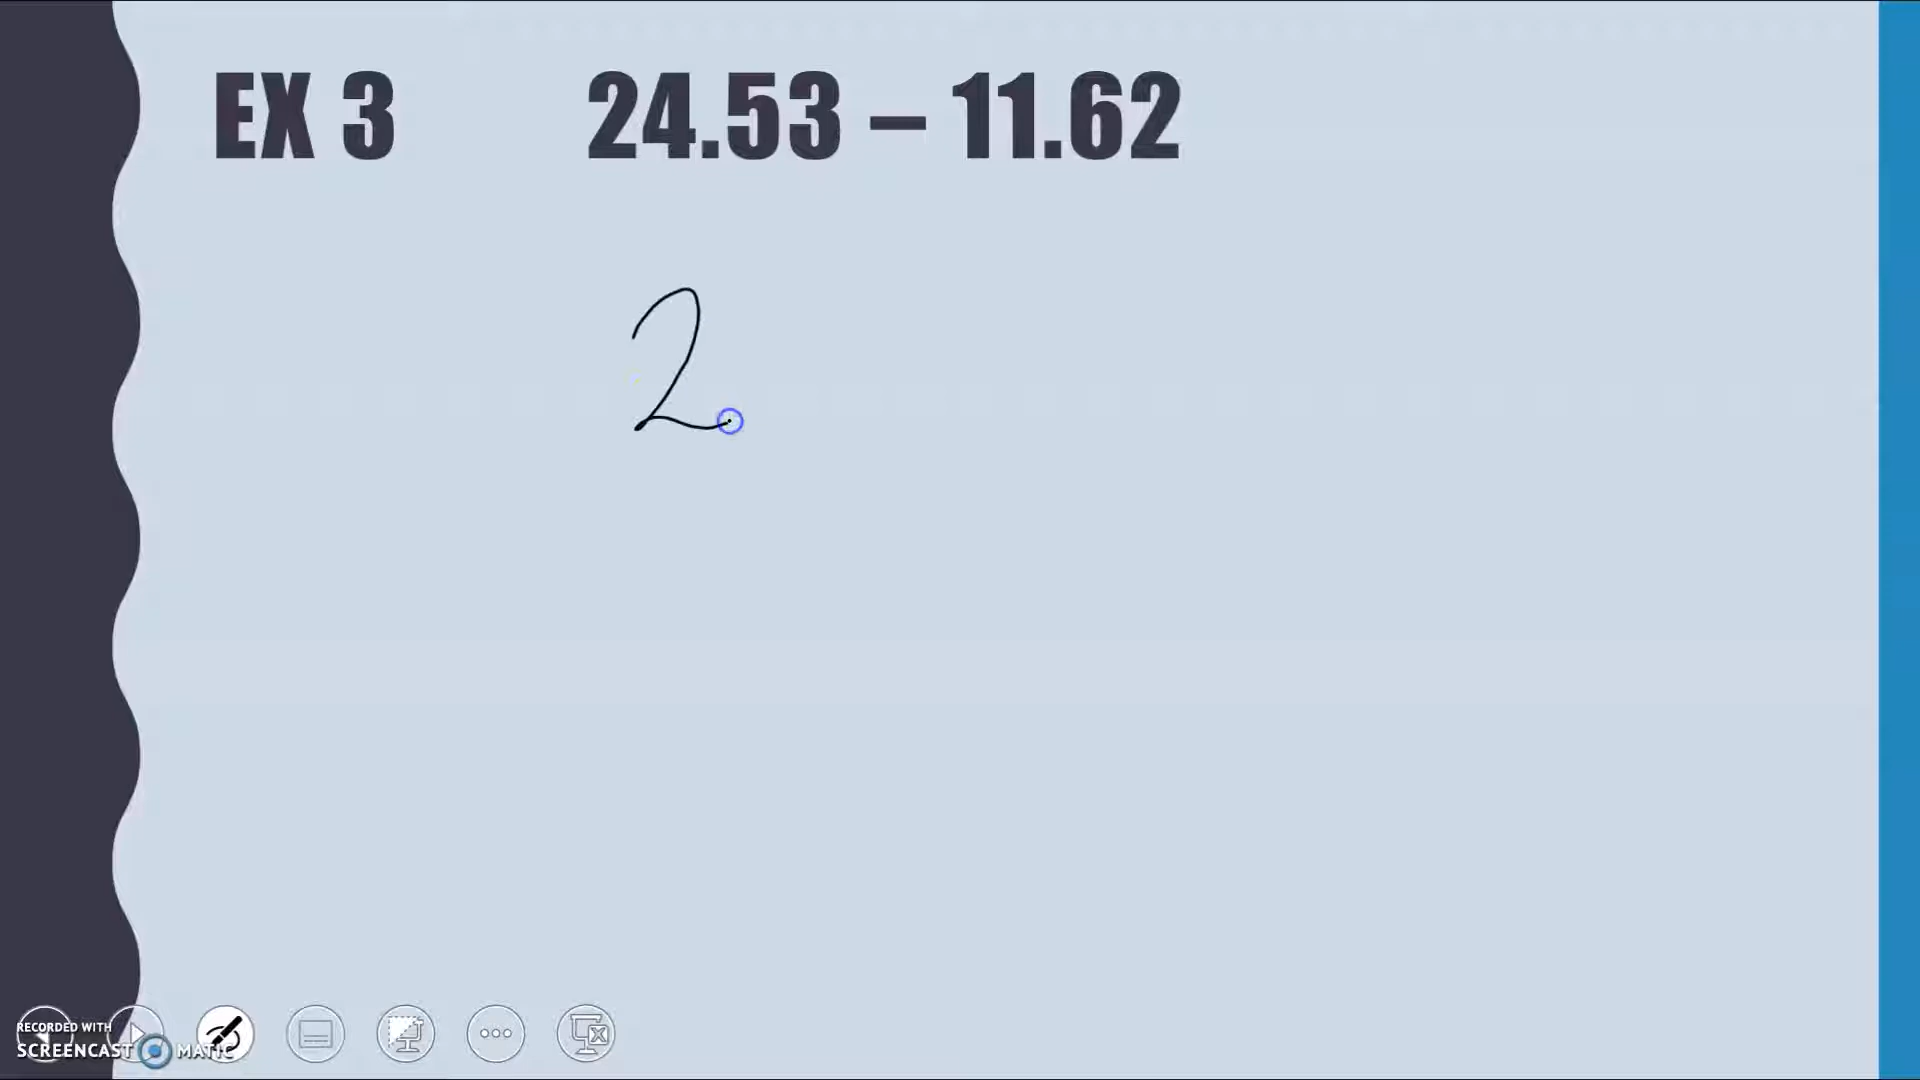 EX 3 24.53 – 11.62
2
RECORDED WITH
SCREENCAST MATIC